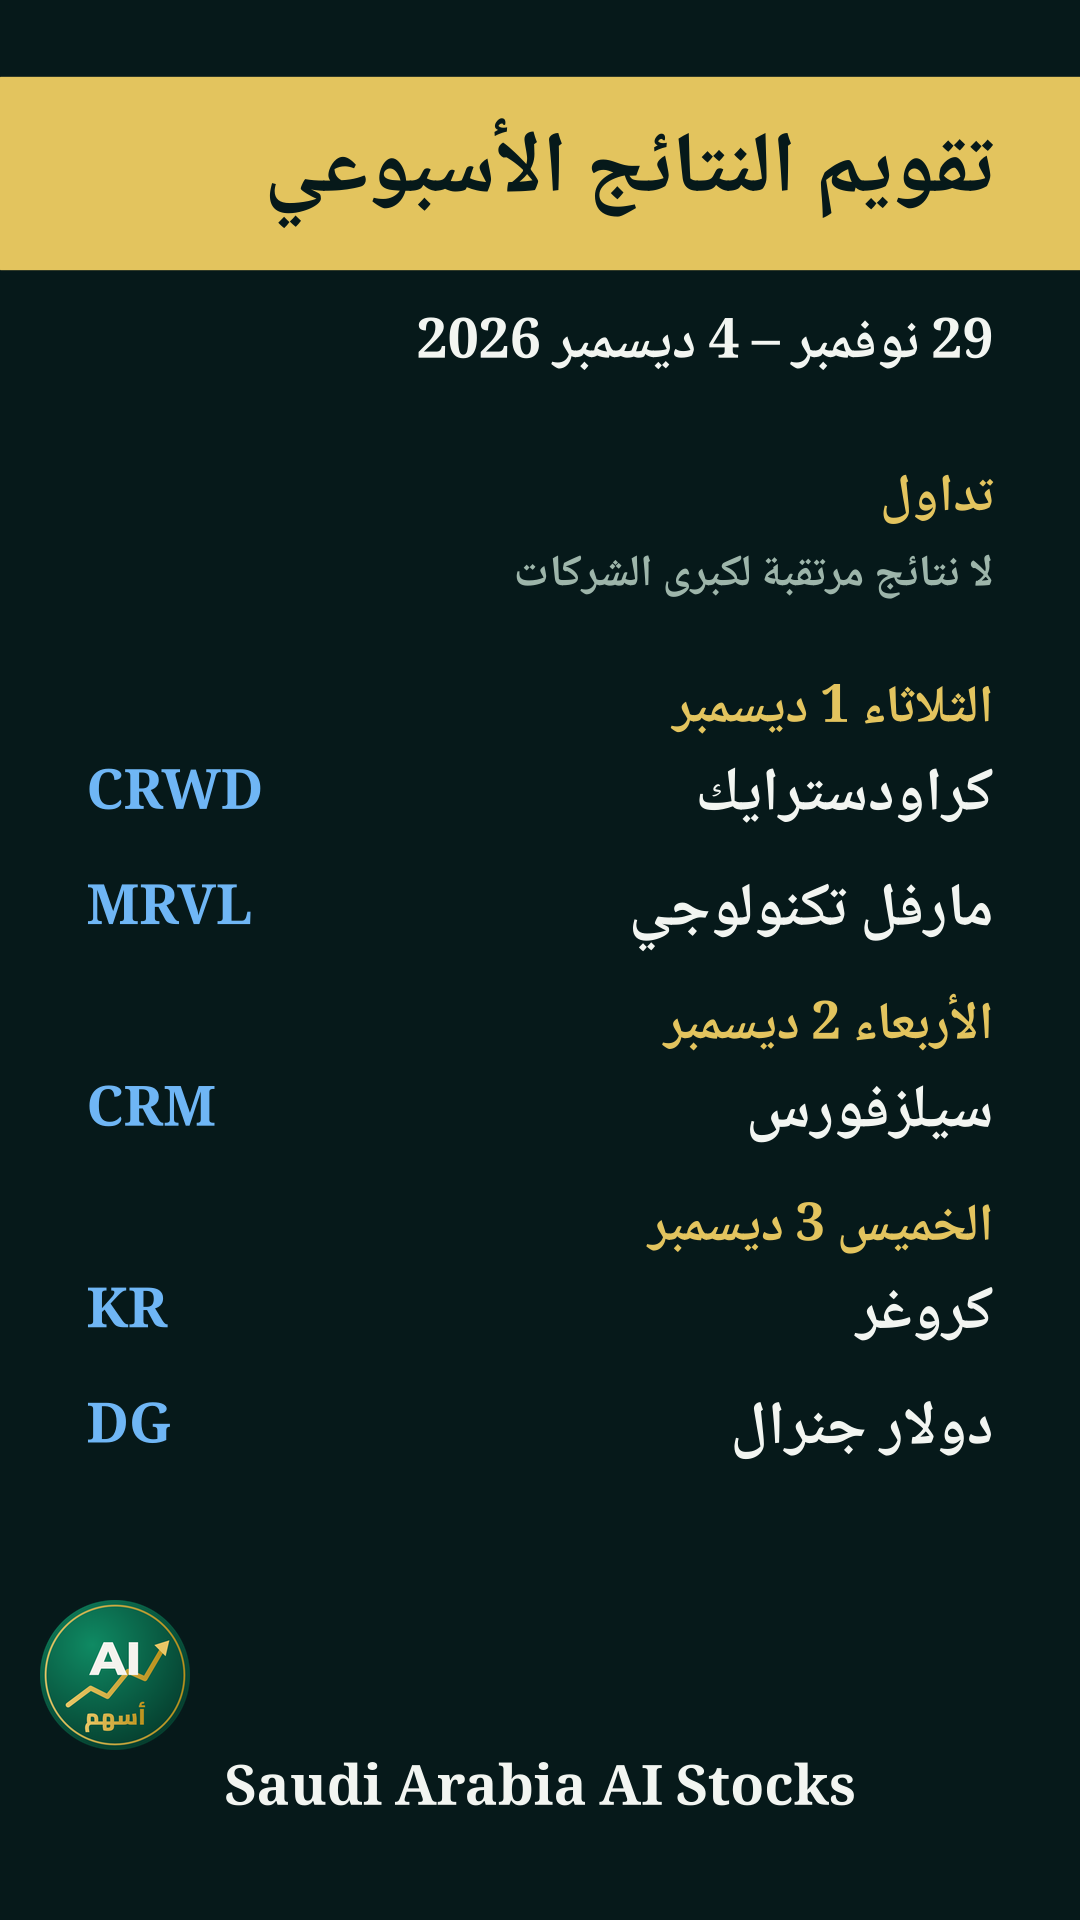 تقويم النتائج الأسبوعي
29 نوفمبر – 4 ديسمبر 2026
تداول
لا نتائج مرتقبة لكبرى الشركات
الثلاثاء 1 ديسمبر
كراودسترايك CRWD
مارفل تكنولوجي MRVL
الأربعاء 2 ديسمبر
سيلزفورس CRM
الخميس 3 ديسمبر
كروغر KR
دولار جنرال DG
AI
أسهم
Saudi Arabia AI Stocks